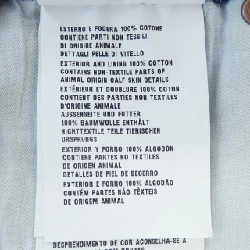 ESTERNO E FODERA 100% COTONE
CONTIENE PARTI NON TESSILI
DI ORIGINE ANIMALE
DETTAGLI PELLE DI VITELLO
EXTERIOR AND LINING 100% COTTON
CONTAINS NON-TEXTILE PARTS OF
ANIMAL ORIGIN CALF SKIN DETAILS
EXTÉRIEUR ET DOUBLURE 100% COTON
CONTIENT DES PARTIES NON TEXTILES
D'ORIGINE ANIMALE
AUSSENSEITE UND FUTTER
100% BAUMWOLLE ENTHÄLT
NICHTTEXTILE TEILE TIERISCHEN
URSPRUNGS
EXTERIOR Y FORRO 100% ALGODÓN
CONTIENE PARTES NO TEXTILES
DE ORIGEN ANIMAL
DETALLES DE PIEL DE BECERRO
EXTERIOR E FORRO 100% ALGODÃO
CONTÉM PARTES NÃO TÊXTEIS
DE ORIGEM ANIMAL
DESPRENDIMENTO DE COR ACONSELHA-SE A